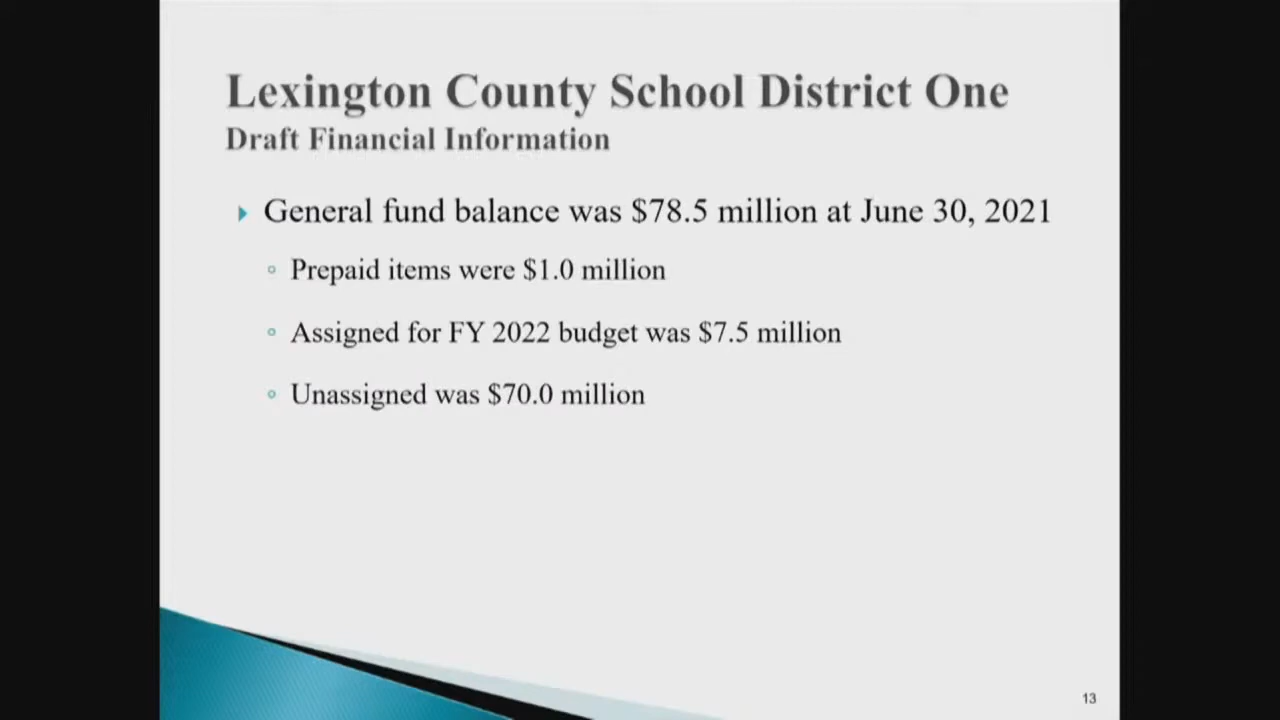 Lexington County School District One
Draft Financial Information
General fund balance was $78.5 million at June 30, 2021
Prepaid items were $1.0 million
Assigned for FY 2022 budget was $7.5 million
Unassigned was $70.0 million
13